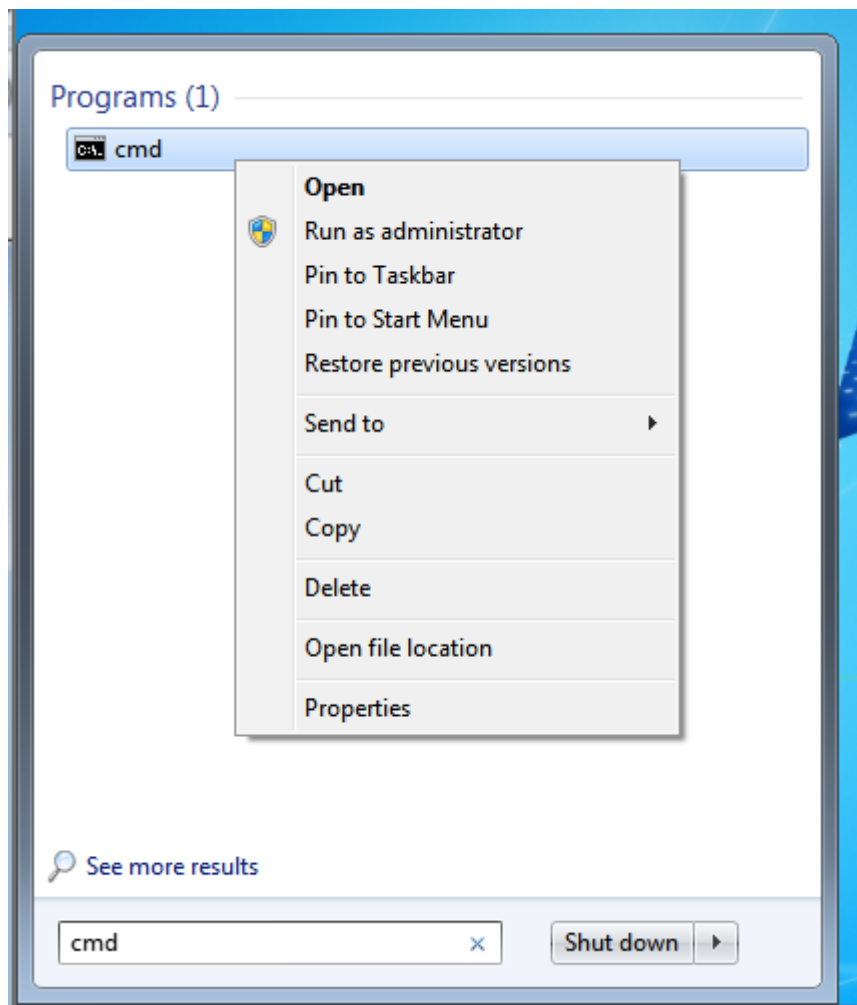 Programs (1)
cmd
Open
Run as administrator
Pin to Taskbar
Pin to Start Menu
Restore previous versions
Send to
Cut
Copy
Delete
Open file location
Properties
See more results
cmd
Shut down